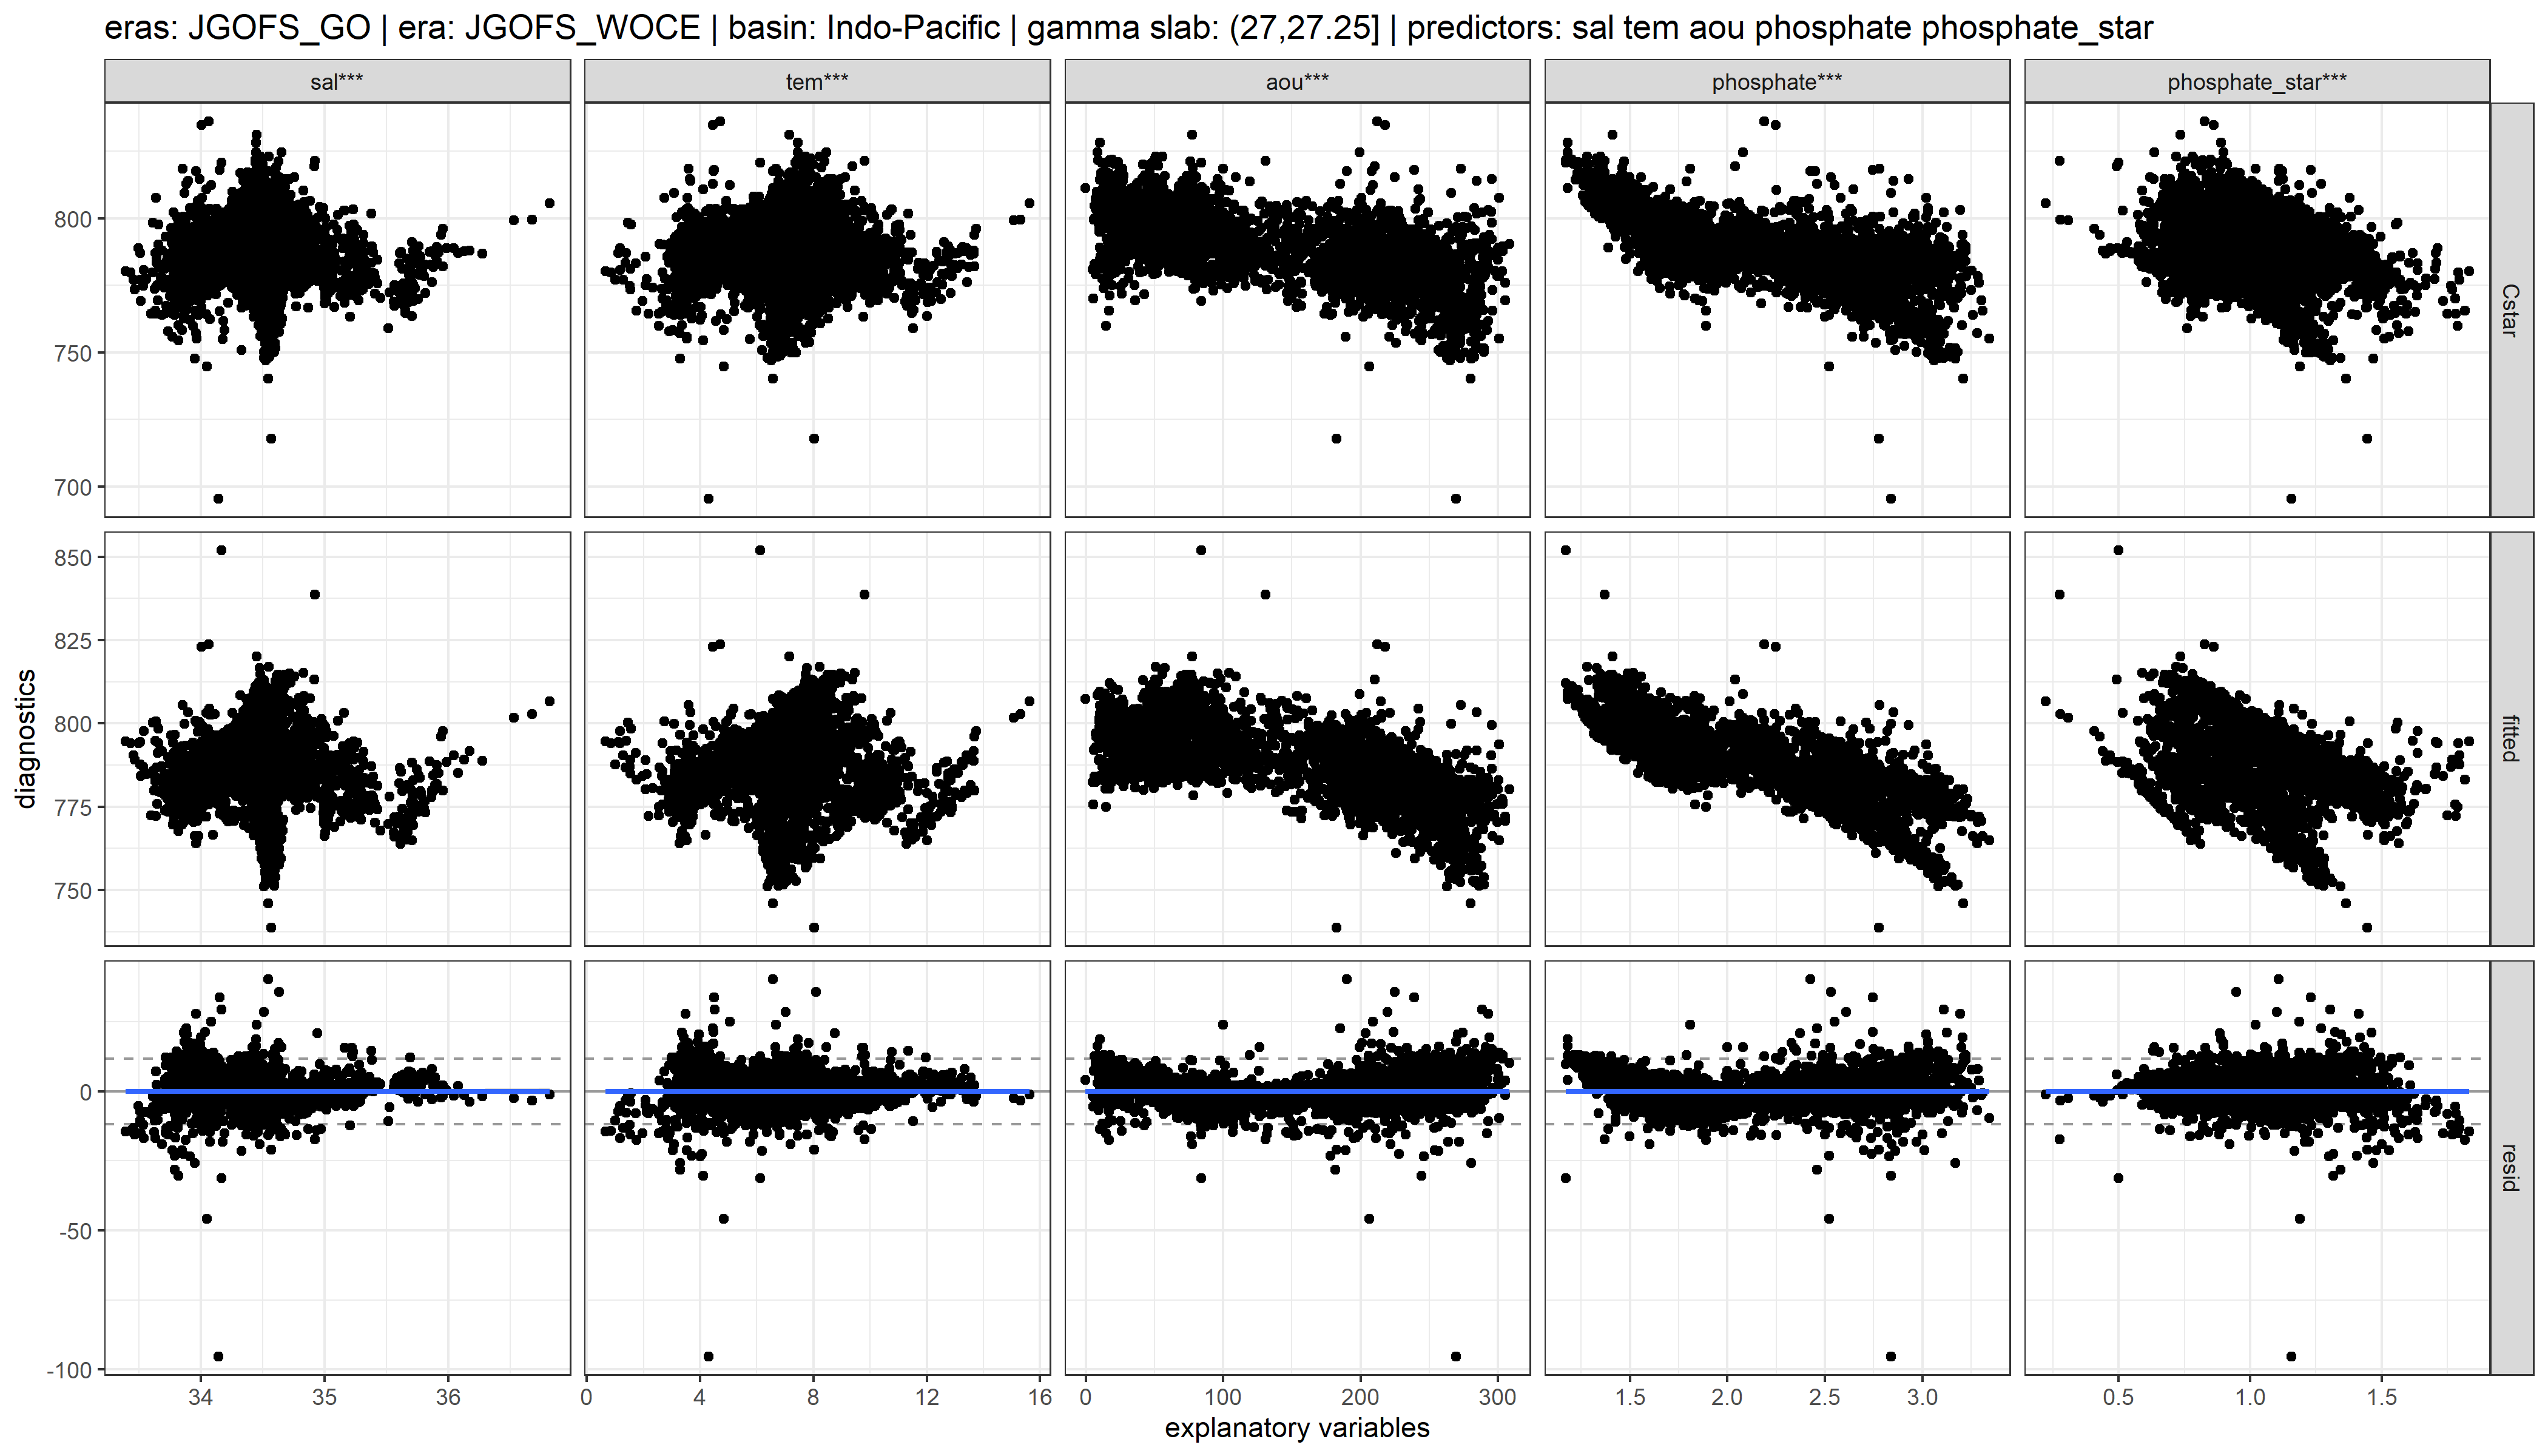 eras: JGOFS_GO | era: JGOFS_WOCE | basin: Indo-Pacific | gamma slab: (27,27.25] | predictors: sal tem aou phosphate phosphate_star
sal*** tem*** aou*** phosphate*** phosphate_star***
800
750
700
Cstar
850
825
800
775
750
fitted
diagnostics
0
-50
-100
resid
34 35 36 0 4 8 12 16 0 100 200 300 1.5 2.0 2.5 3.0 0.5 1.0 1.5
explanatory variables